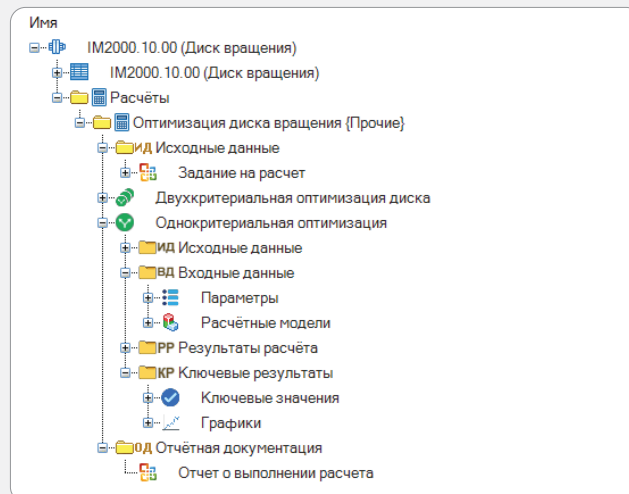 Имя
IM2000.10.00 (Диск вращения)
IM2000.10.00 (Диск вращения)
Расчёты
Оптимизация диска вращения {Прочие}
ИД Исходные данные
Задание на расчет
Двухкритериальная оптимизация диска
Однокритериальная оптимизация
ИД Исходные данные
ВД Входные данные
Параметры
Расчётные модели
РР Результаты расчёта
КР Ключевые результаты
Ключевые значения
Графики
ОД Отчётная документация
Отчет о выполнении расчета